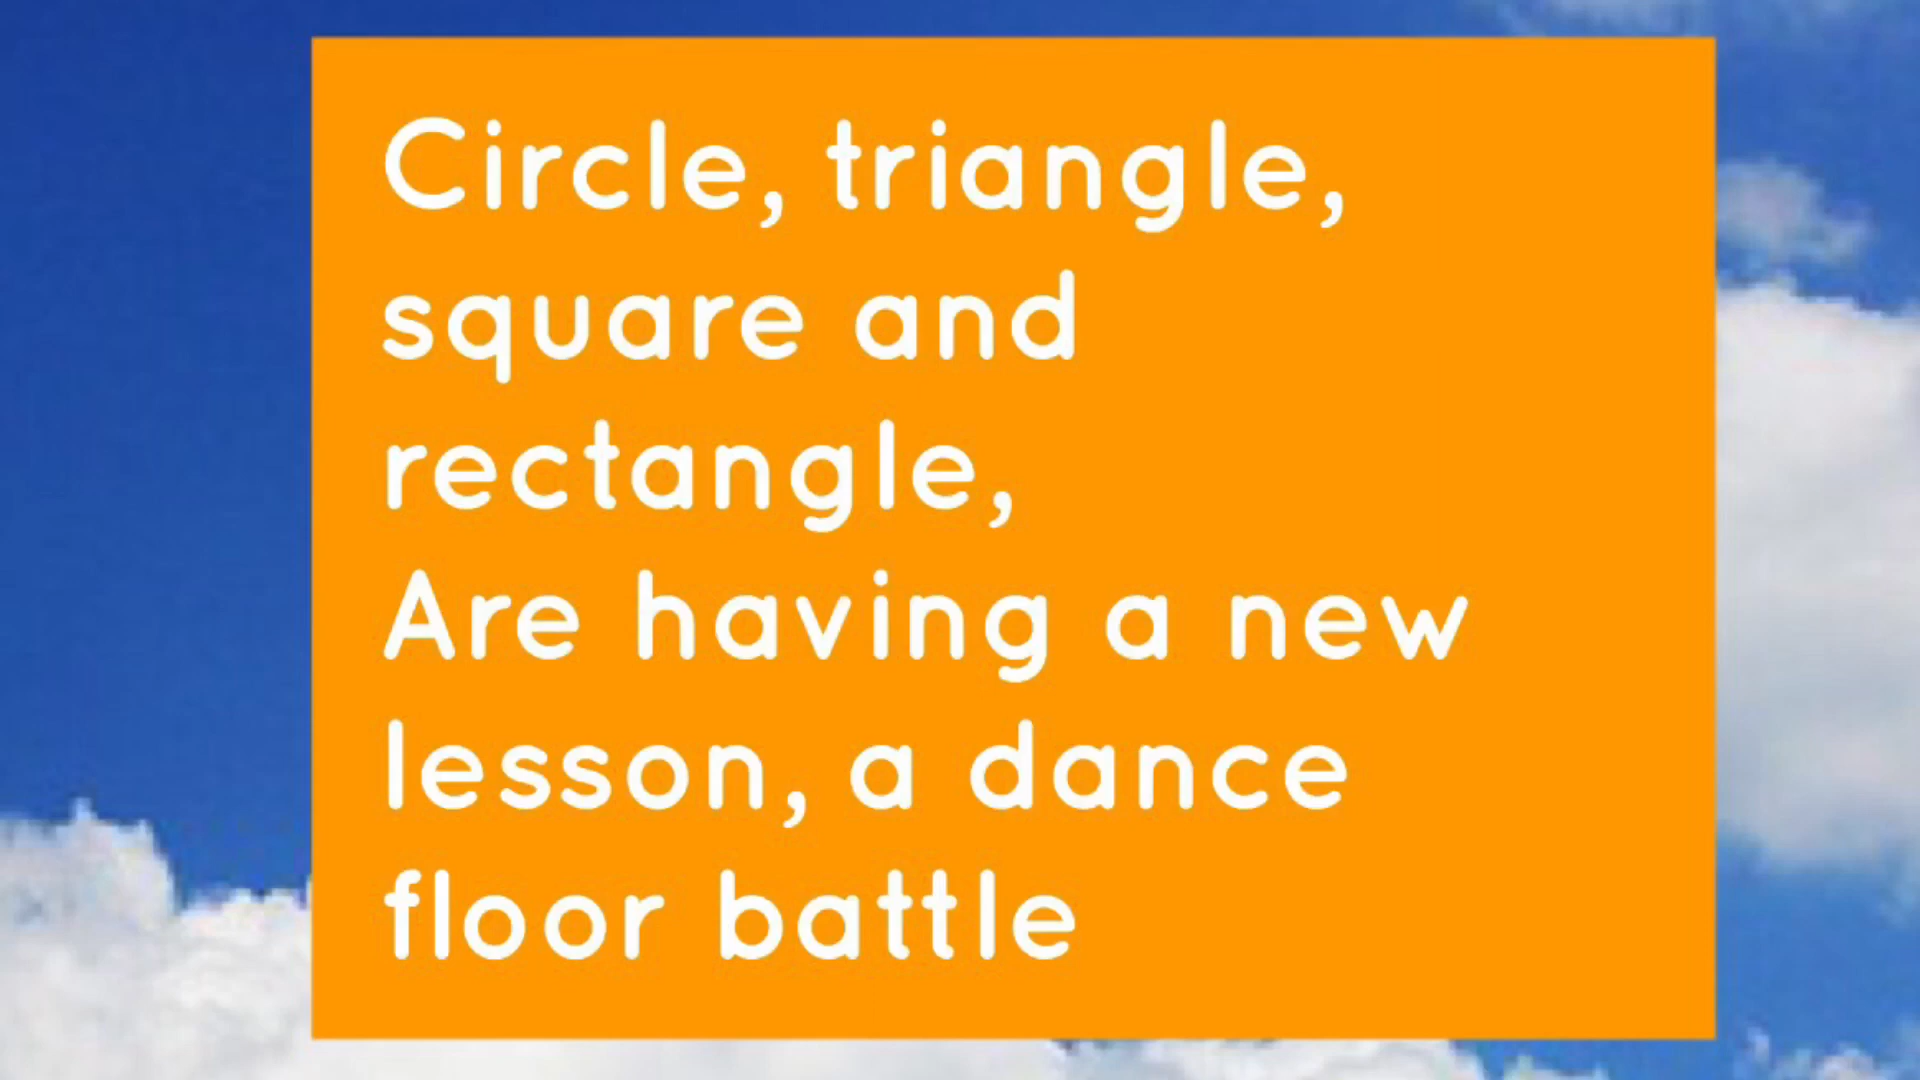 Circle, triangle,
square and
rectangle,
Are having a new
lesson, a dance
floor battle